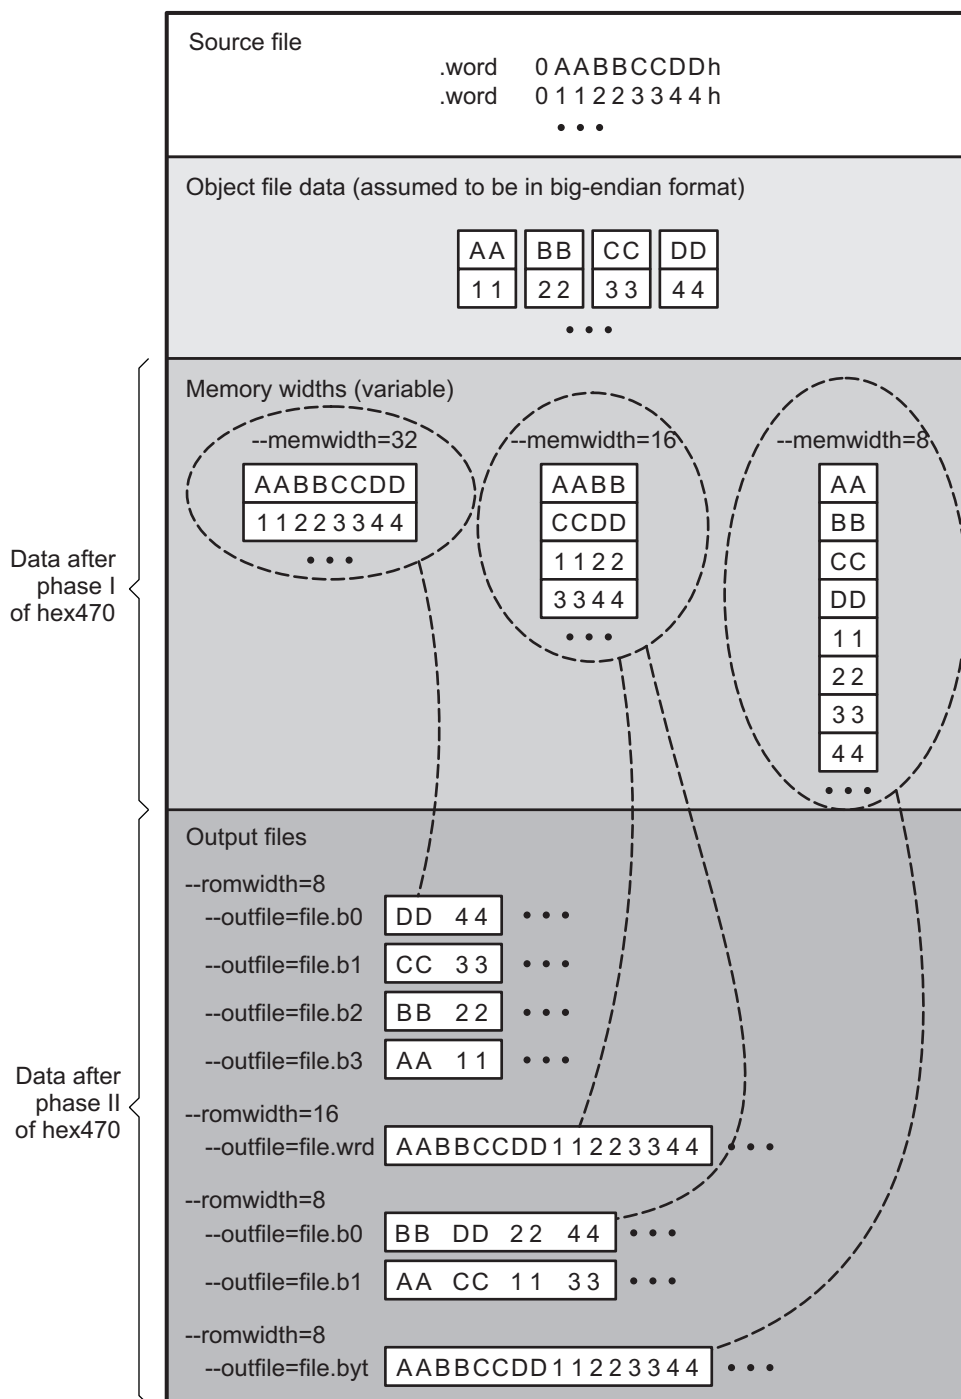 Source file
.word 0AABBCCDDh
.word 011223344h
• • •
Object file data (assumed to be in big-endian format)
AA BB CC DD
11 22 33 44
• • •
Memory widths (variable)
--memwidth=32 --memwidth=16 --memwidth=8
AABBCCDD
11223344
• • •
AABB
CCDD
1122
3344
• • •
AA
BB
CC
DD
11
22
33
44
• • •
Data after
phase I
of hex470
Output files
--romwidth=8
--outfile=file.b0 DD 44 • • •
--outfile=file.b1 CC 33 • • •
--outfile=file.b2 BB 22 • • •
--outfile=file.b3 AA 11 • • •
Data after
phase II
of hex470
--romwidth=16
--outfile=file.wrd AABBCCDD11223344 • • •
--romwidth=8
--outfile=file.b0 BB DD 22 44 • • •
--outfile=file.b1 AA CC 11 33 • • •
--romwidth=8
--outfile=file.byt AABBCCDD11223344 • • •